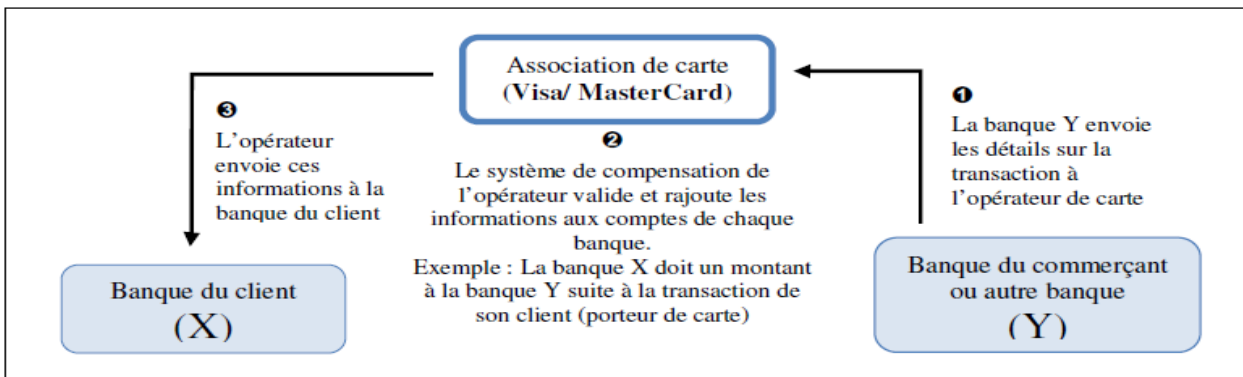 Association de carte
(Visa/ MasterCard)
❶
La banque Y envoie
les détails sur la
transaction à
l’opérateur de carte
❷
Le système de compensation de
l’opérateur valide et rajoute les
informations aux comptes de chaque
banque.
Exemple : La banque X doit un montant
à la banque Y suite à la transaction de
son client (porteur de carte)
❸
L’opérateur
envoie ces
informations à la
banque du client
Banque du client
(X)
Banque du commerçant
ou autre banque
(Y)